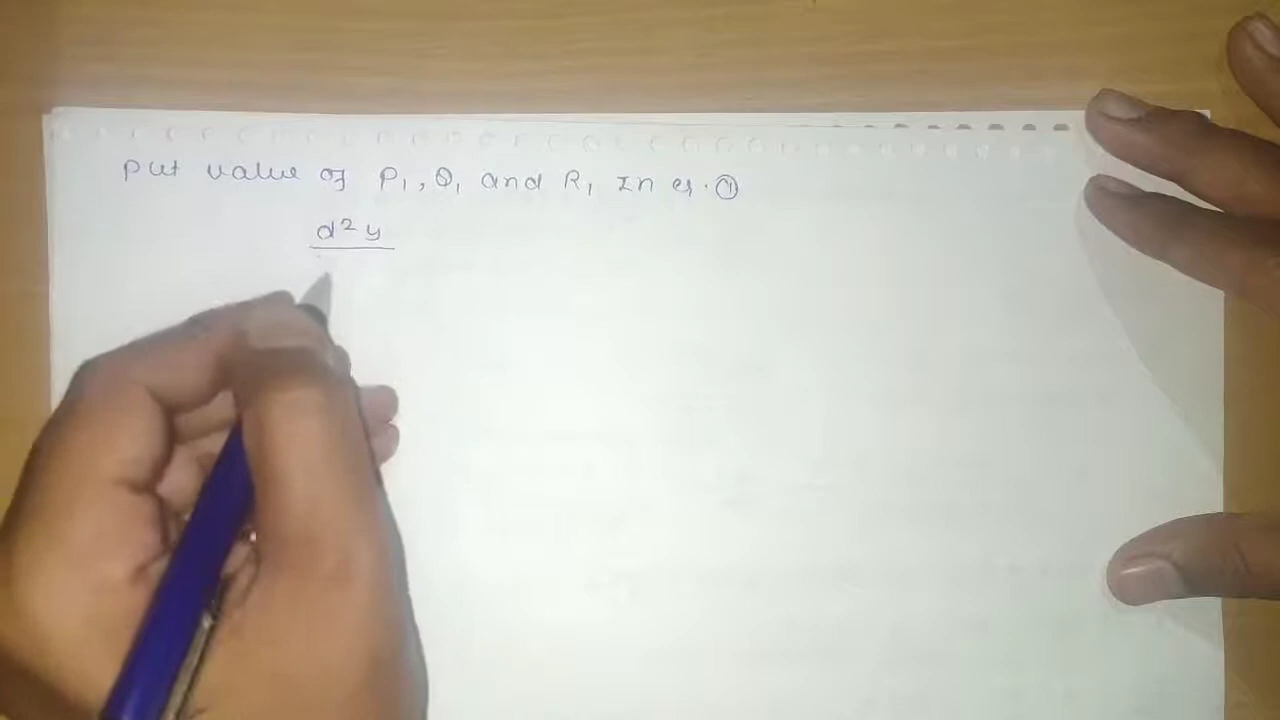 Put value of P₁, Q₁ and R₁ In eq. ①
d²y